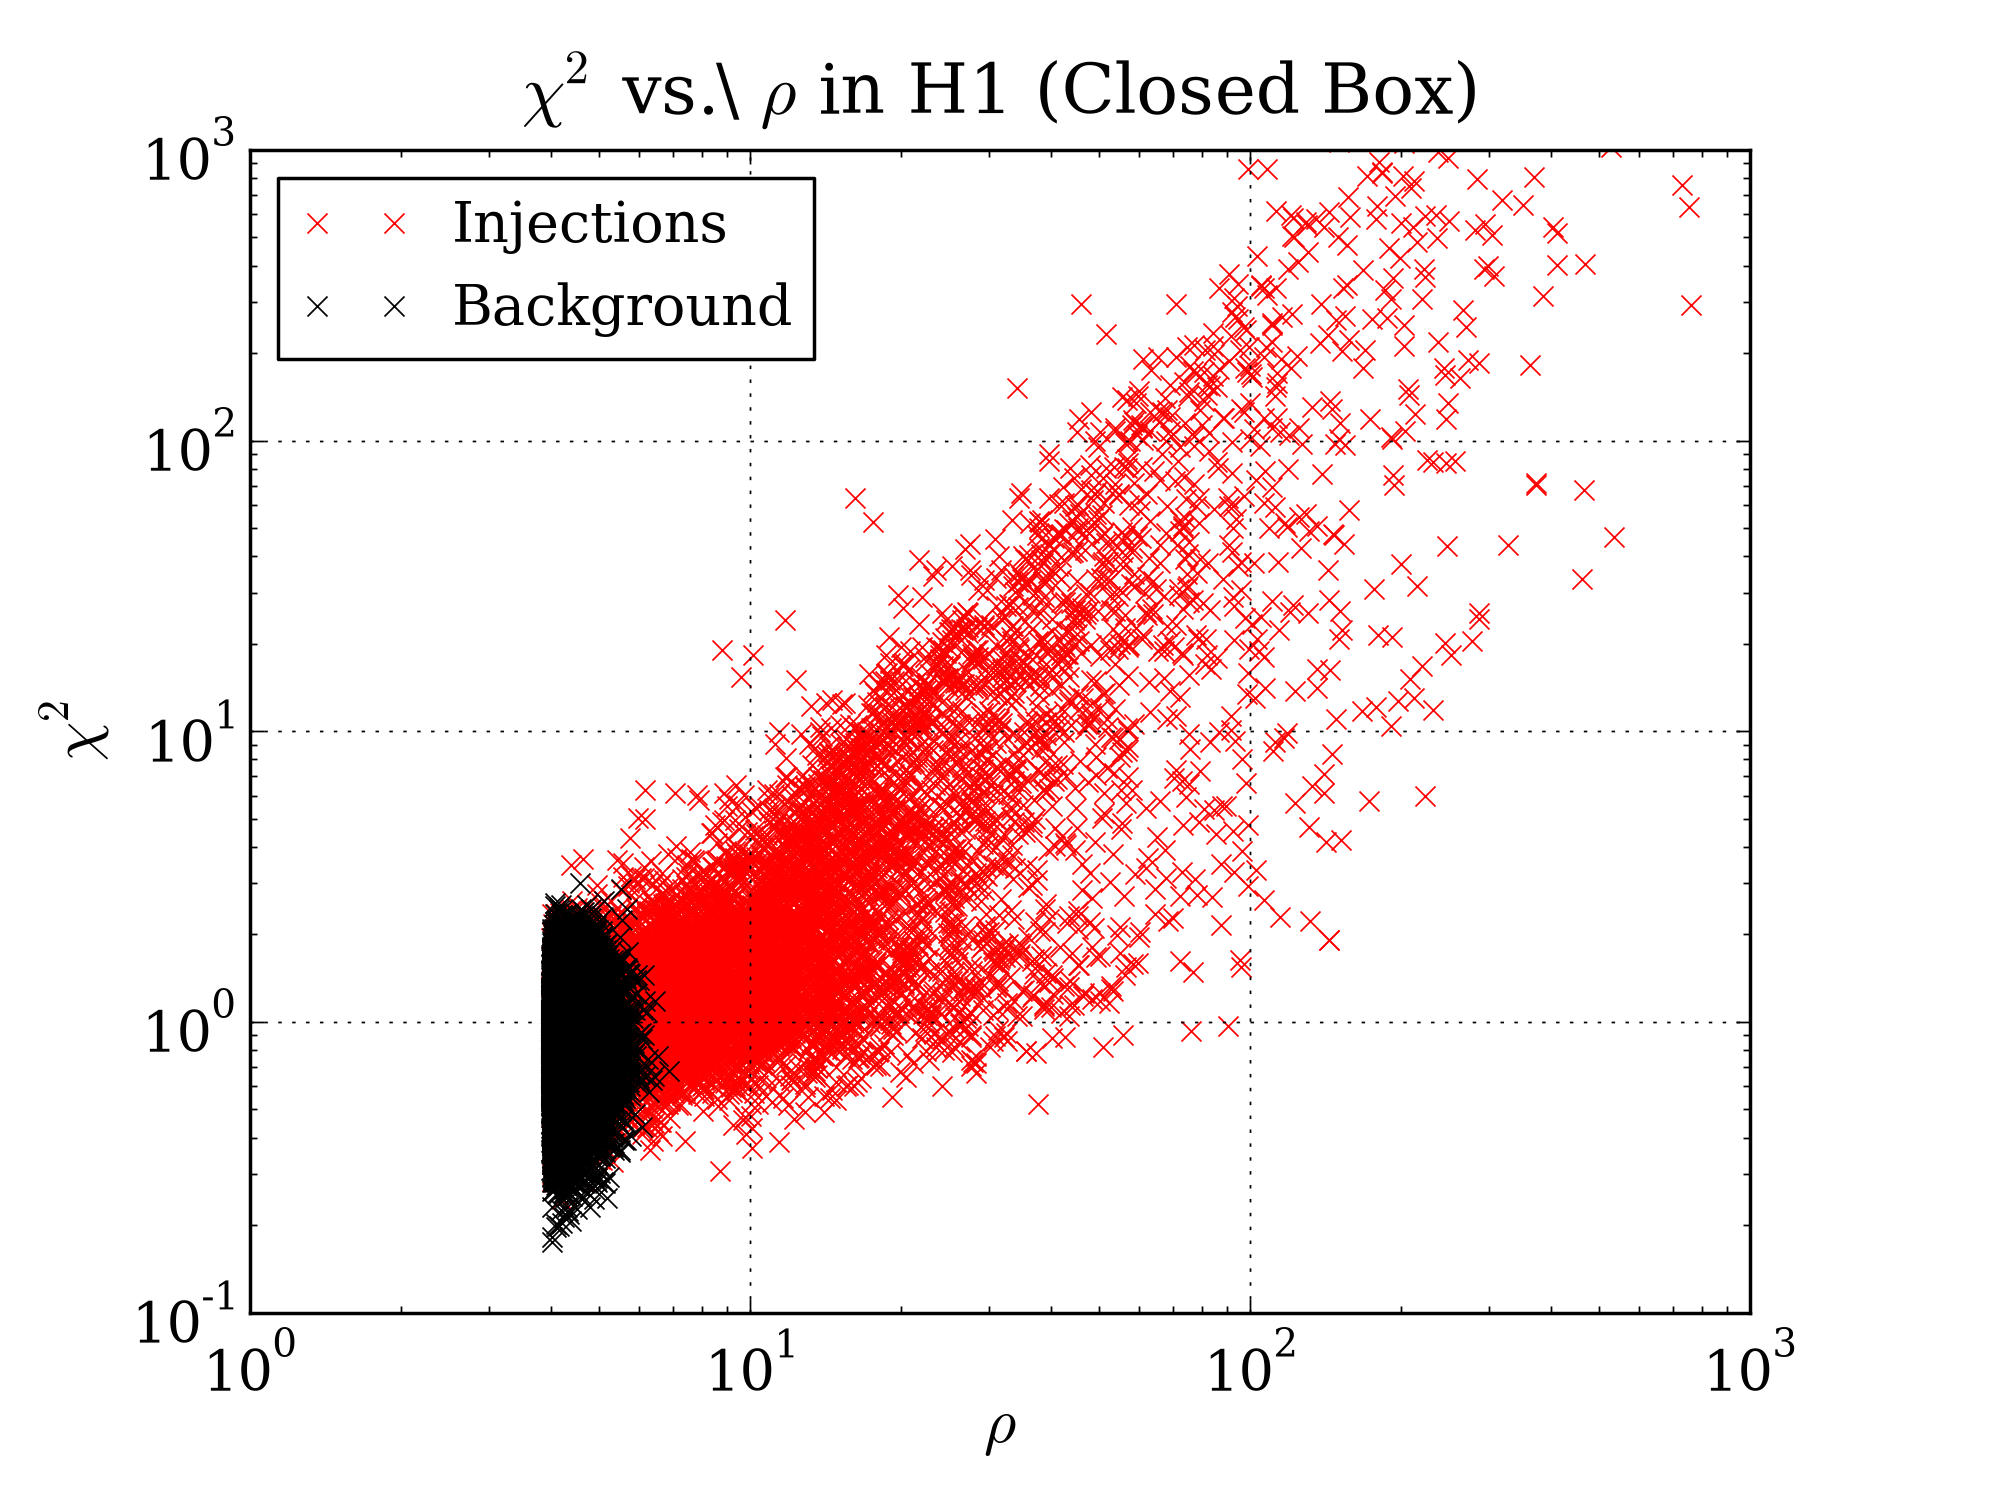 χ² vs.\ ρ in H1 (Closed Box)
Injections
Background
10³
10²
10¹
10⁰
10⁻¹
χ²
10⁰ 10¹ 10² 10³
ρ